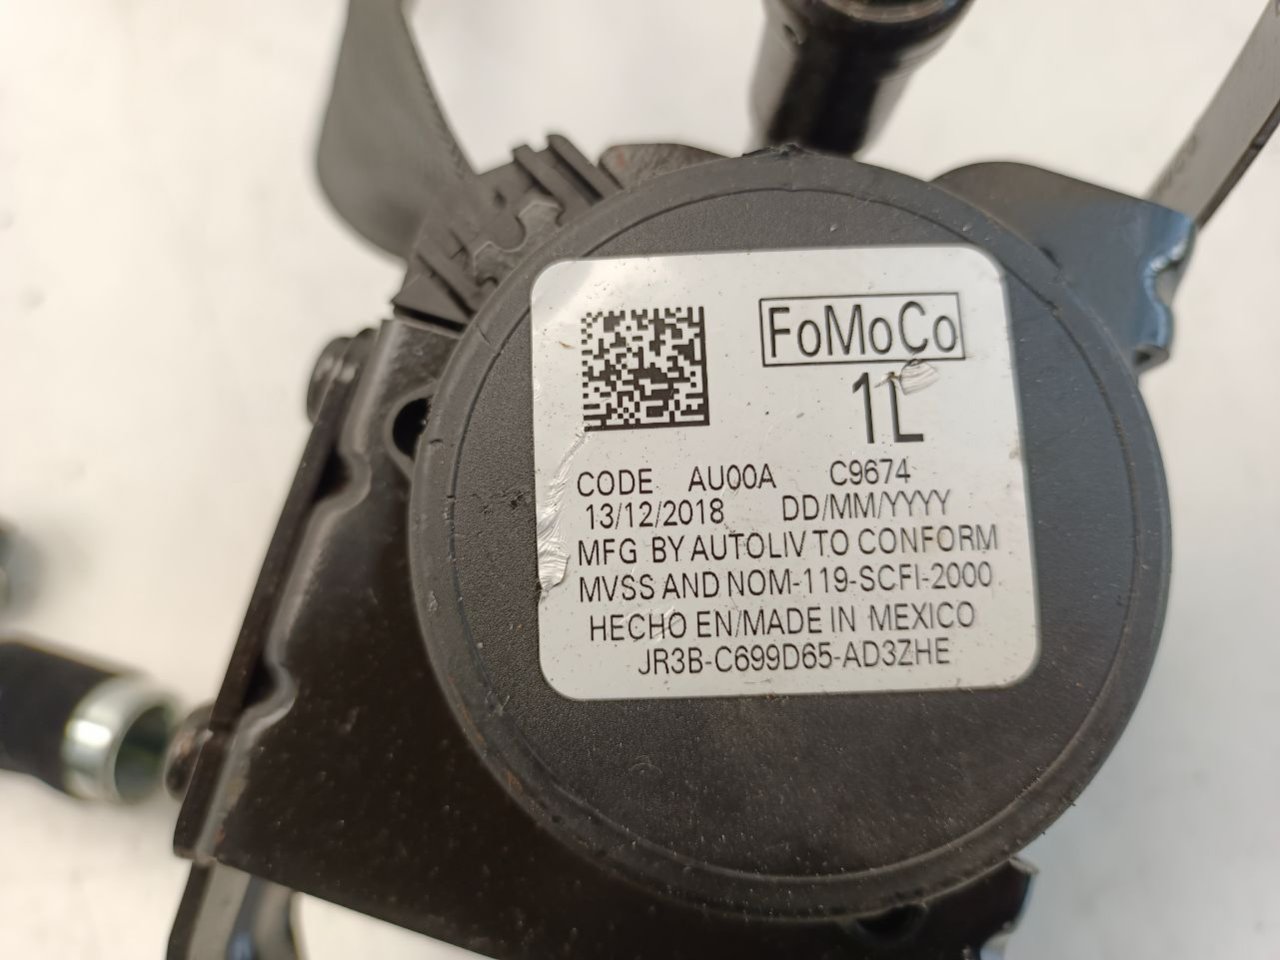 FoMoCo
1L
CODE AU00A C9674
13/12/2018 DD/MM/YYYY
MFG BY AUTOLIV TO CONFORM
MVSS AND NOM-119-SCFI-2000
HECHO EN/MADE IN MEXICO
JR3B-C699D65-AD3ZHE